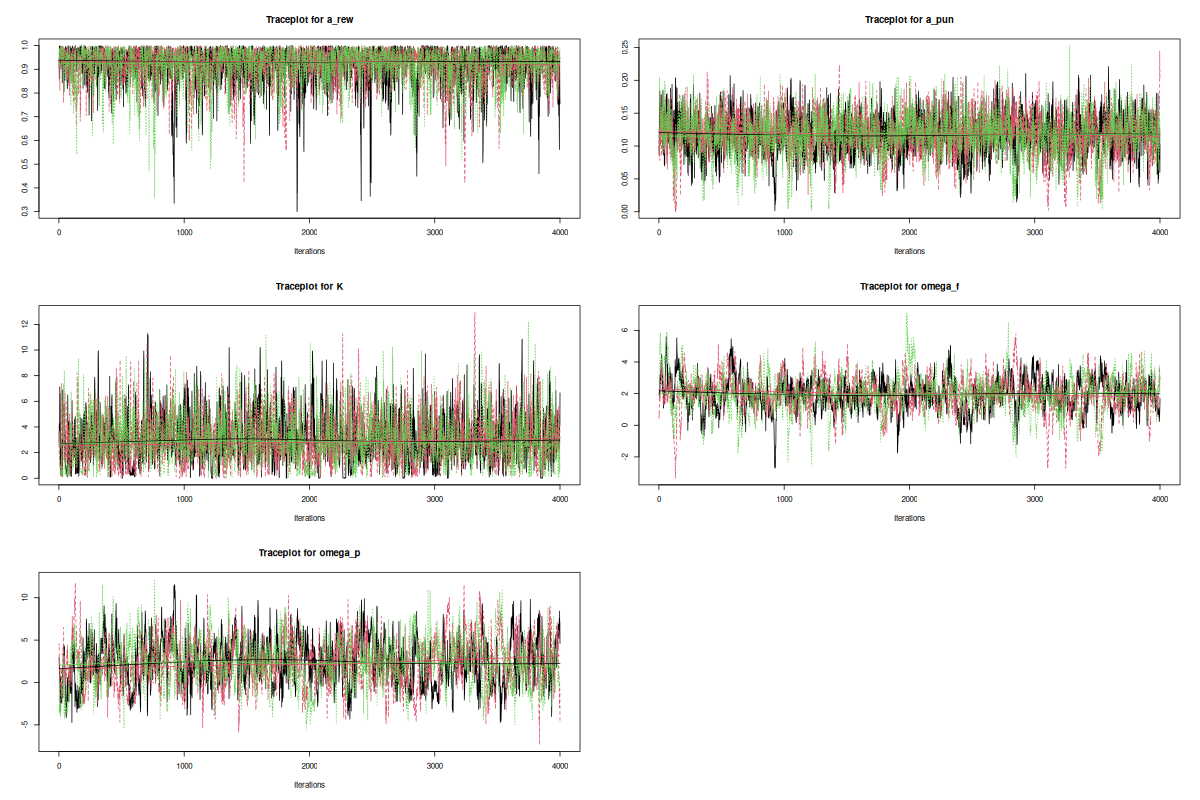 Traceplot for a_rew
1.0
0.9
0.8
0.7
0.6
0.5
0.4
0.3
0 1000 2000 3000 4000
Iterations
Traceplot for a_pun
0.25
0.20
0.15
0.10
0.05
0.00
0 1000 2000 3000 4000
Iterations
Traceplot for K
12
10
8
6
4
2
0
0 1000 2000 3000 4000
Iterations
Traceplot for omega_f
6
4
2
0
-2
0 1000 2000 3000 4000
Iterations
Traceplot for omega_p
10
5
0
-5
0 1000 2000 3000 4000
Iterations